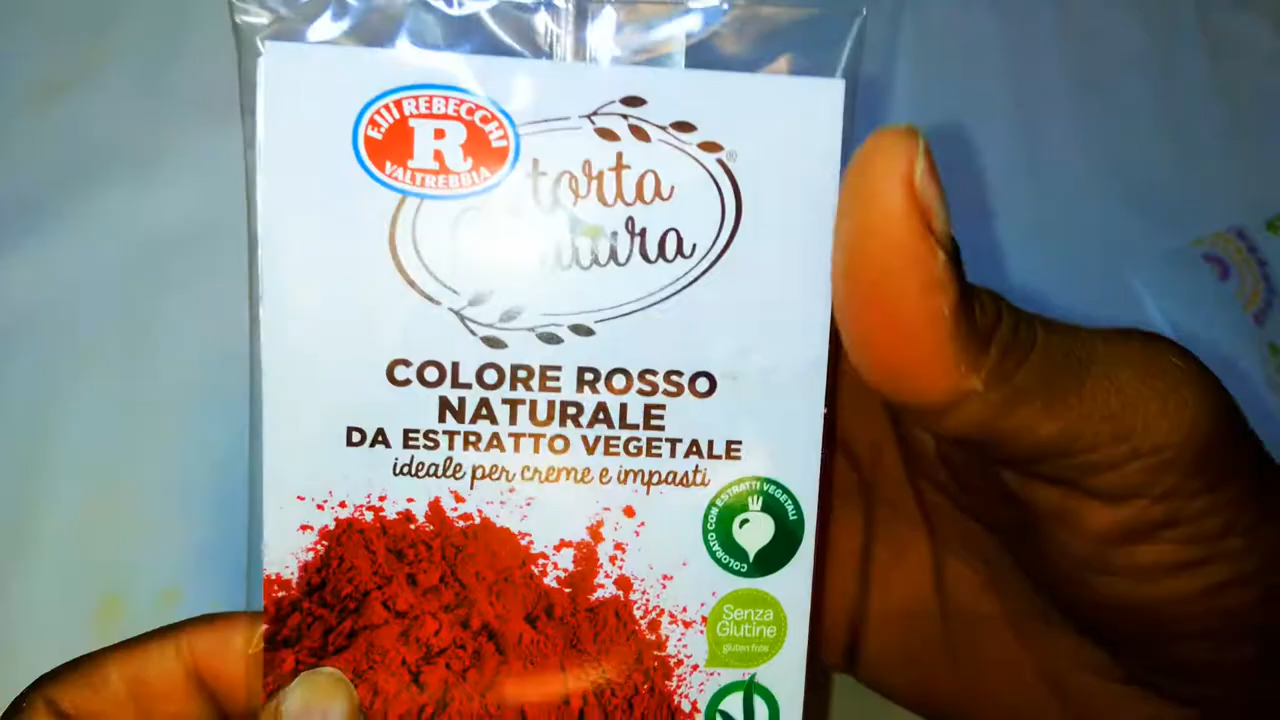 F.lli REBECCHI
R
VALTREBBIA
torta
®
COLORE ROSSO
NATURALE
DA ESTRATTO VEGETALE
ideale per creme e impasti
COLORATO CON ESTRATTI VEGETALI
Senza
Glutine
gluten free